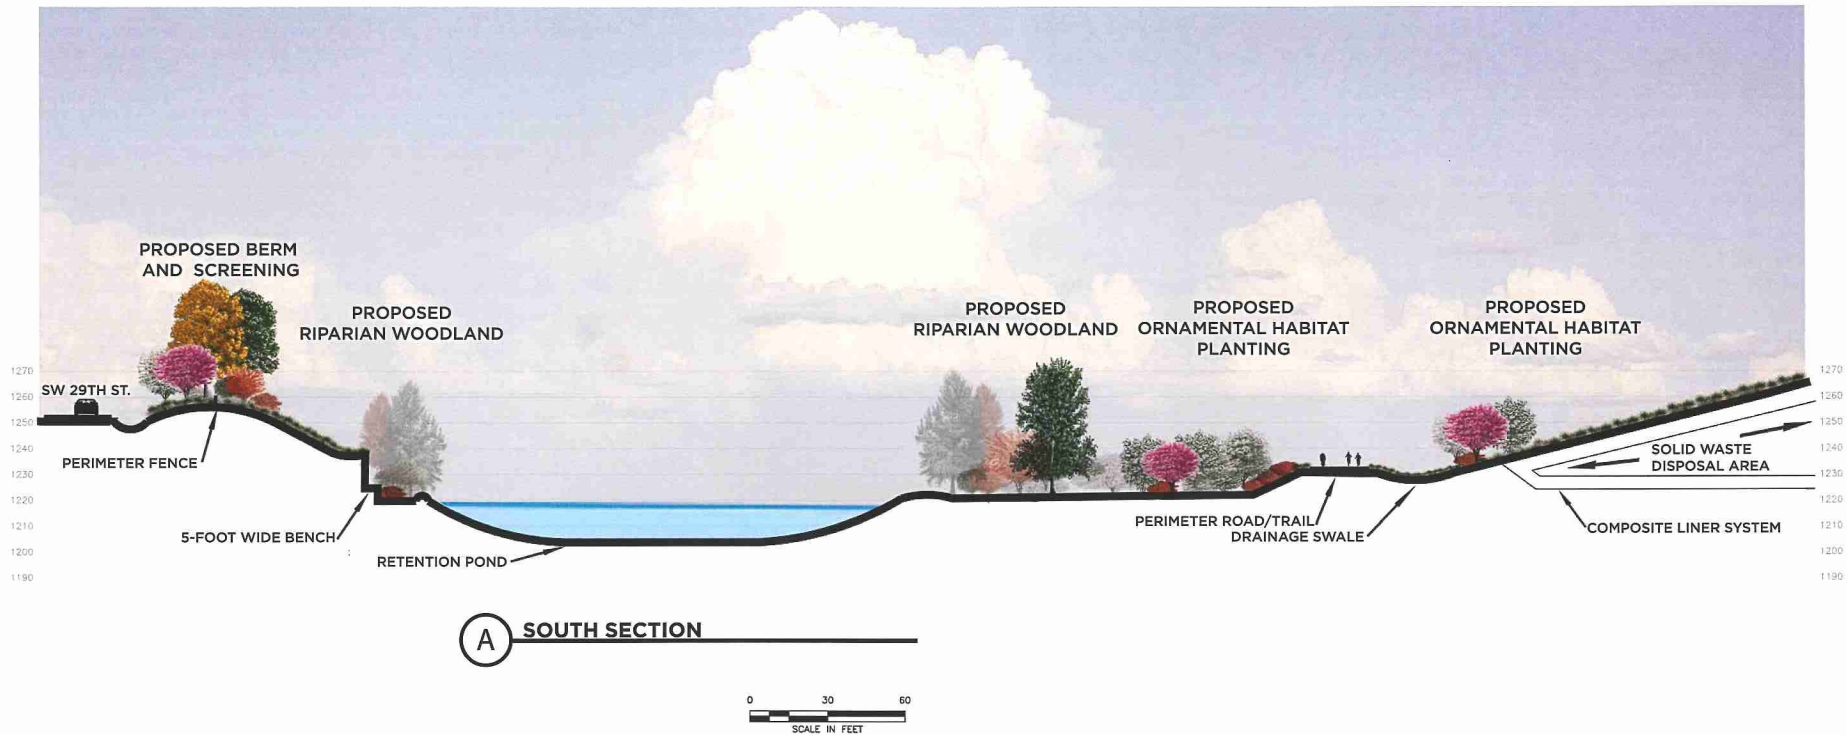 PROPOSED BERM
AND SCREENING
PROPOSED
RIPARIAN WOODLAND
PROPOSED
RIPARIAN WOODLAND
PROPOSED
ORNAMENTAL HABITAT
PLANTING
PROPOSED
ORNAMENTAL HABITAT
PLANTING
1270
1260
1250
1240
1230
1220
1210
1200
1190
SW 29TH ST.
PERIMETER FENCE
5-FOOT WIDE BENCH
RETENTION POND
PERIMETER ROAD/TRAIL
DRAINAGE SWALE
SOLID WASTE
DISPOSAL AREA
COMPOSITE LINER SYSTEM
1270
1260
1250
1240
1230
1220
1210
1200
1190
A SOUTH SECTION
0 30 60
SCALE IN FEET